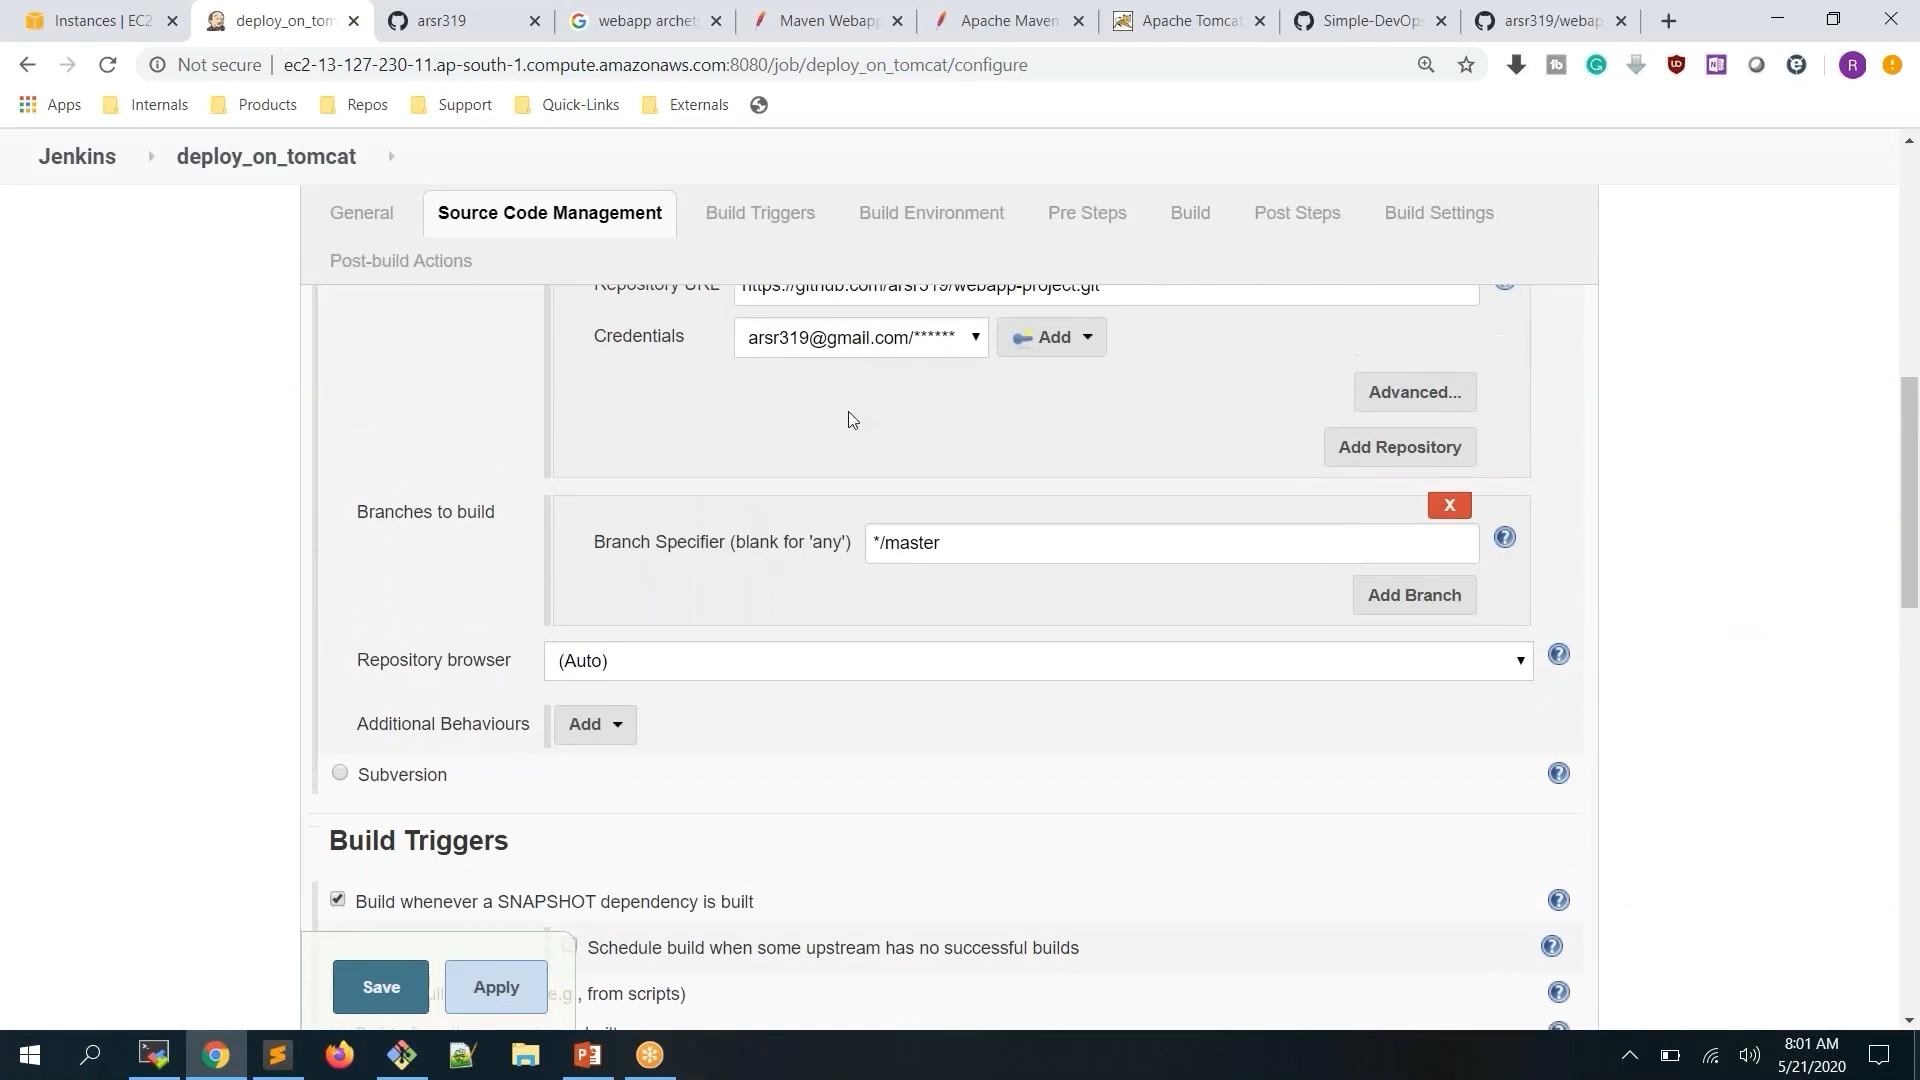 Instances | EC2
deploy_on_tom
arsr319
webapp archet
Maven Webapp
Apache Maven
Apache Tomcat
Simple-DevOps
arsr319/webap
Not secure | ec2-13-127-230-11.ap-south-1.compute.amazonaws.com:8080/job/deploy_on_tomcat/configure
R
Apps
Internals
Products
Repos
Support
Quick-Links
Externals
Jenkins
deploy_on_tomcat
General
Source Code Management
Build Triggers
Build Environment
Pre Steps
Build
Post Steps
Build Settings
Post-build Actions
Repository URL
https://github.com/arsr319/webapp-project.git
Credentials
arsr319@gmail.com/******
Add
Advanced...
Add Repository
Branches to build
X
Branch Specifier (blank for 'any')
*/master
Add Branch
Repository browser
(Auto)
Additional Behaviours
Add
Subversion
Build Triggers
Build whenever a SNAPSHOT dependency is built
Schedule build when some upstream has no successful builds
Save
Apply
e.g., from scripts)
8:01 AM
5/21/2020